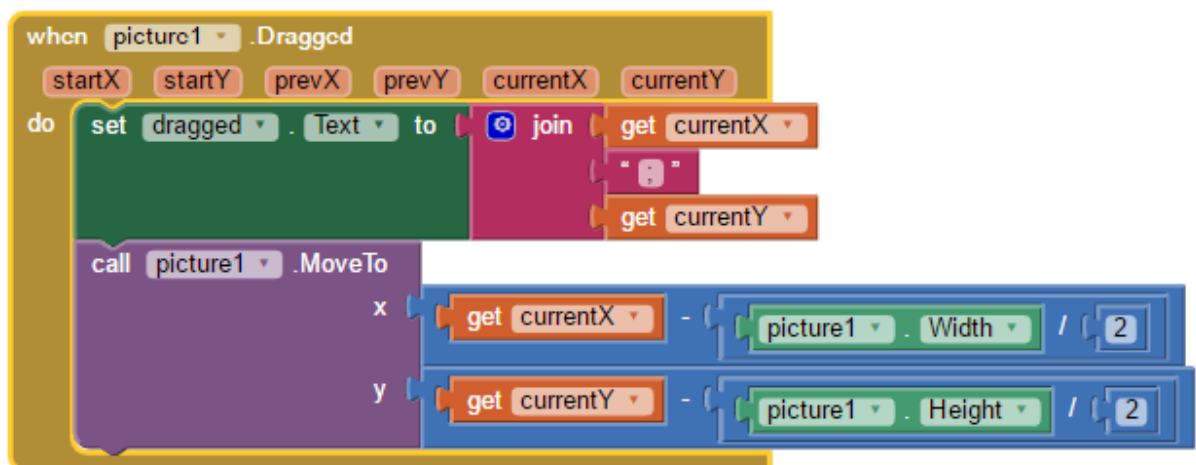 when picture1 .Dragged
startX startY prevX prevY currentX currentY
do set dragged . Text to join get currentX
" ; "
get currentY
call picture1 .MoveTo
x get currentX - picture1 . Width / 2
y get currentY - picture1 . Height / 2